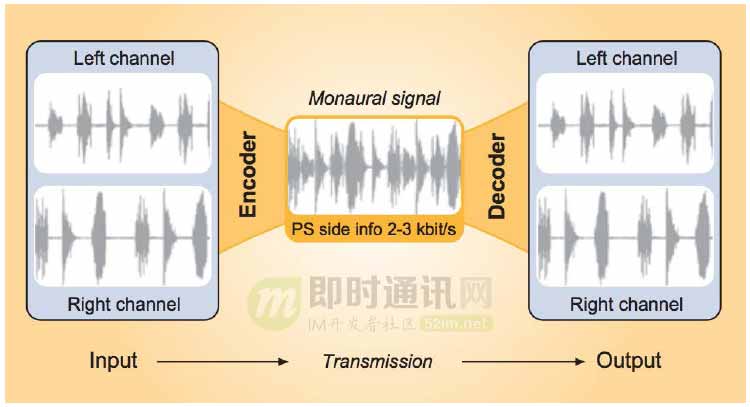 Left channel
Right channel
Encoder
Monaural signal
PS side info 2-3 kbit/s
Decoder
Left channel
Right channel
m 即时通讯网
IM开发者社区 52im.net
Input
Transmission
Output